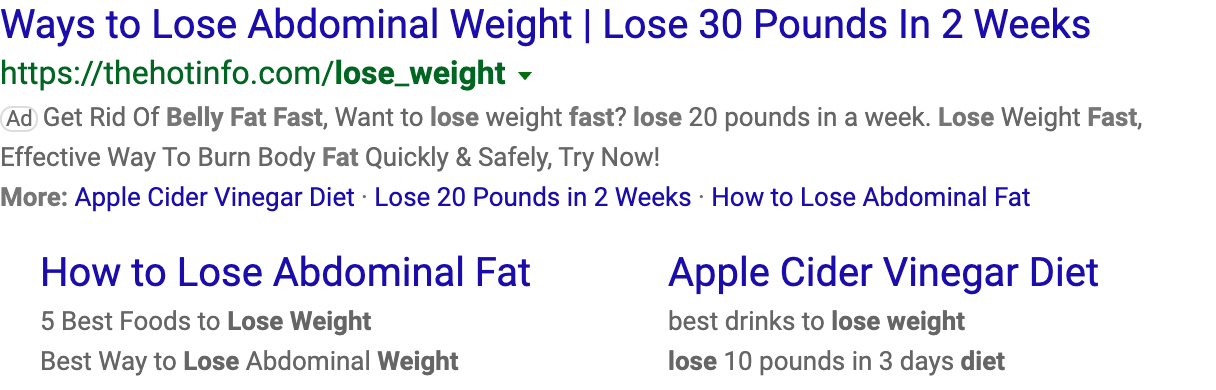 Ways to Lose Abdominal Weight | Lose 30 Pounds In 2 Weeks
https://thehotinfo.com/lose_weight
Ad Get Rid Of Belly Fat Fast, Want to lose weight fast? lose 20 pounds in a week. Lose Weight Fast,
Effective Way To Burn Body Fat Quickly & Safely, Try Now!
More: Apple Cider Vinegar Diet · Lose 20 Pounds in 2 Weeks · How to Lose Abdominal Fat
How to Lose Abdominal Fat
5 Best Foods to Lose Weight
Best Way to Lose Abdominal Weight
Apple Cider Vinegar Diet
best drinks to lose weight
lose 10 pounds in 3 days diet